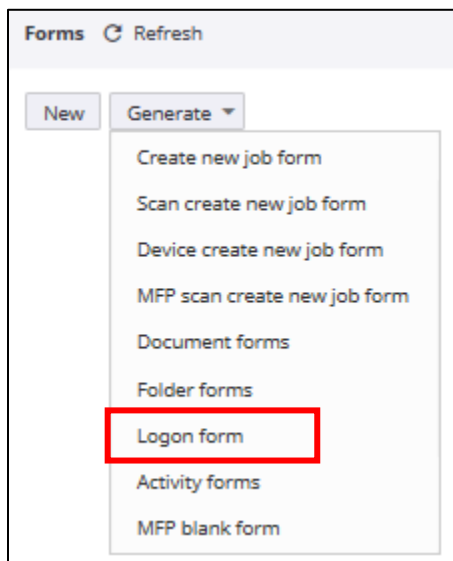 Forms Refresh
New Generate
Create new job form
Scan create new job form
Device create new job form
MFP scan create new job form
Document forms
Folder forms
Logon form
Activity forms
MFP blank form